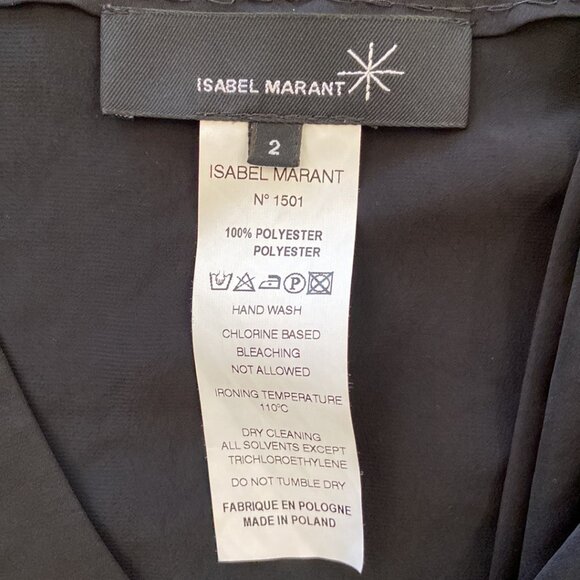 ISABEL MARANT
2
ISABEL MARANT
N° 1501
100% POLYESTER
POLYESTER
P
HAND WASH
CHLORINE BASED
BLEACHING
NOT ALLOWED
IRONING TEMPERATURE
110°C
DRY CLEANING
ALL SOLVENTS EXCEPT
TRICHLOROETHYLENE
DO NOT TUMBLE DRY
FABRIQUE EN POLOGNE
MADE IN POLAND